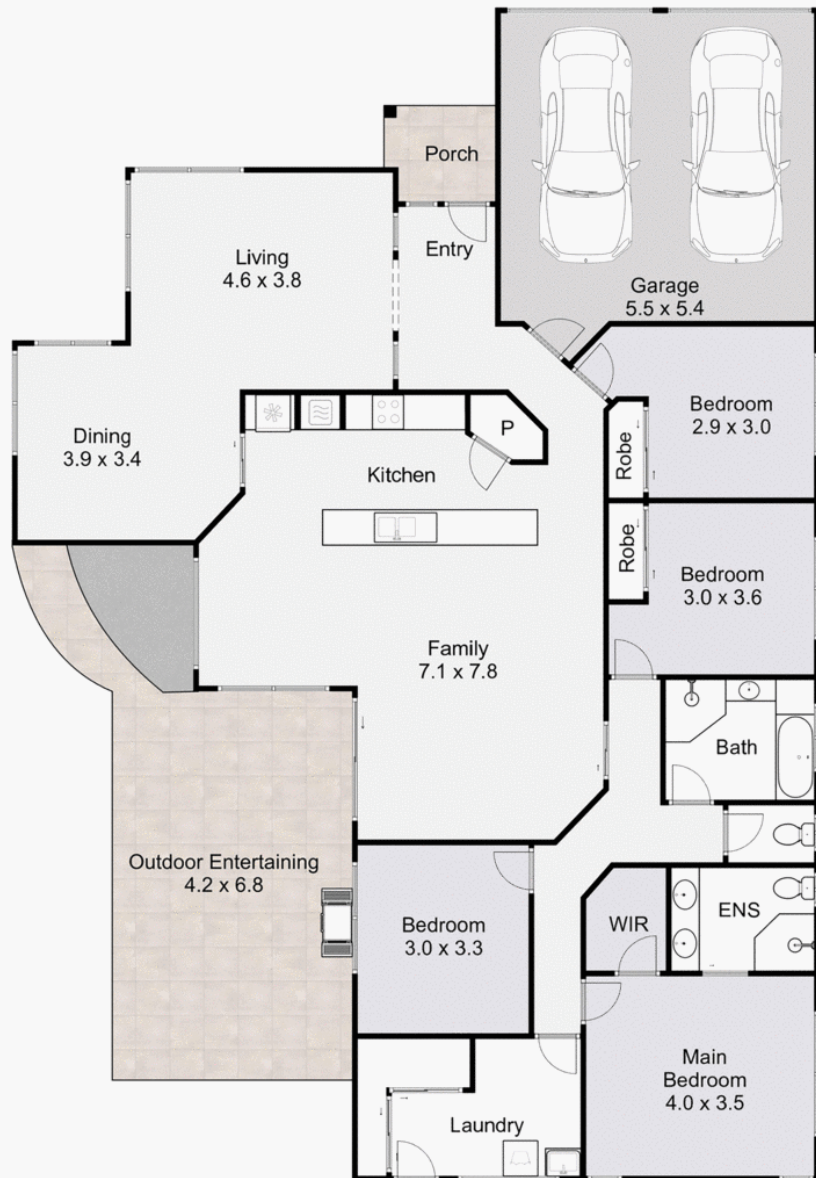 Porch
Entry
Living
4.6 x 3.8
Garage
5.5 x 5.4
Dining
3.9 x 3.4
P
Kitchen
Bedroom
2.9 x 3.0
Robe
Robe
Bedroom
3.0 x 3.6
Family
7.1 x 7.8
Bath
Outdoor Entertaining
4.2 x 6.8
Bedroom
3.0 x 3.3
WIR
ENS
Main
Bedroom
4.0 x 3.5
Laundry